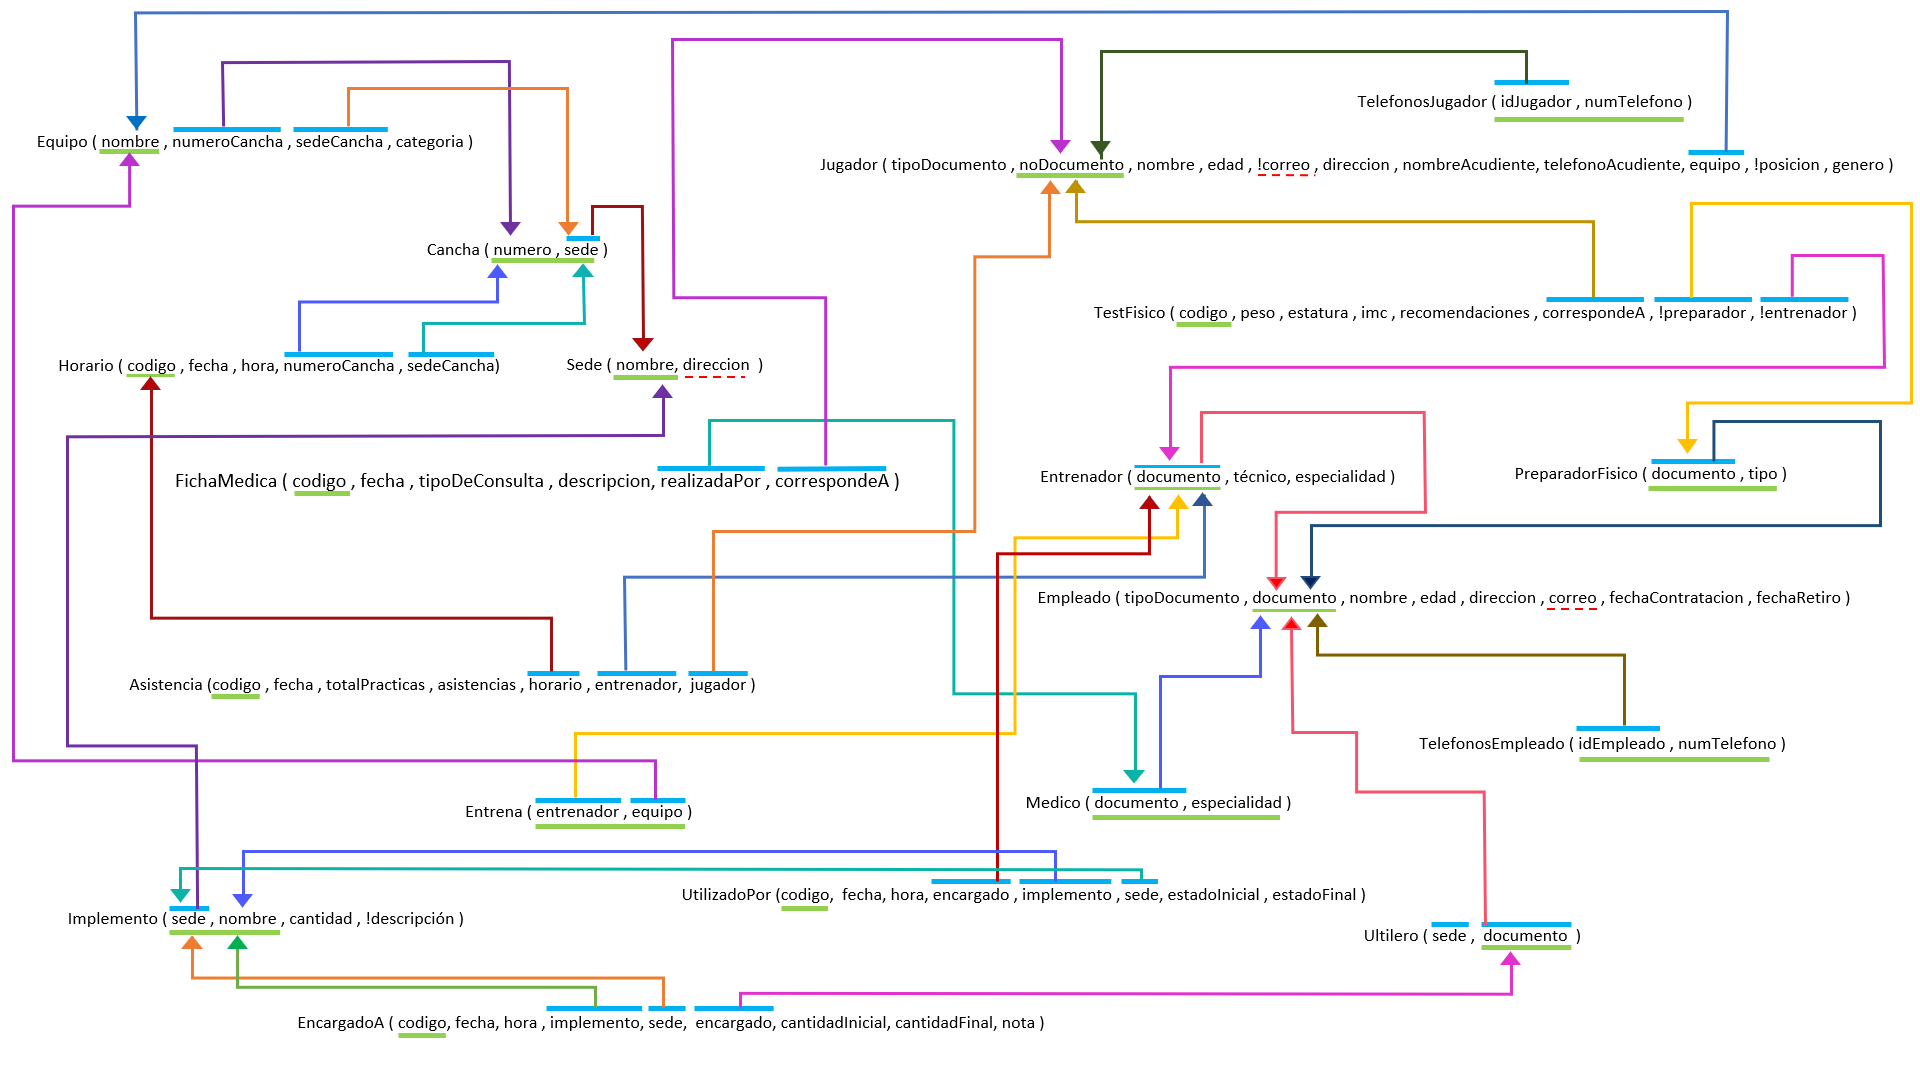 TelefonosJugador ( idJugador , numTelefono )
Equipo ( nombre , numeroCancha , sedeCancha , categoria )
Jugador ( tipoDocumento , noDocumento , nombre , edad , !correo , direccion , nombreAcudiente, telefonoAcudiente, equipo , !posicion , genero )
Cancha ( numero , sede )
TestFisico ( codigo , peso , estatura , imc , recomendaciones , correspondeA , !preparador , !entrenador )
Horario ( codigo , fecha , hora, numeroCancha , sedeCancha)
Sede ( nombre, direccion )
FichaMedica ( codigo , fecha , tipoDeConsulta , descripcion, realizadaPor , correspondeA )
Entrenador ( documento , técnico, especialidad )
PreparadorFisico ( documento , tipo )
Empleado ( tipoDocumento , documento , nombre , edad , direccion , correo , fechaContratacion , fechaRetiro )
Asistencia (codigo , fecha , totalPracticas , asistencias , horario , entrenador, jugador )
TelefonosEmpleado ( idEmpleado , numTelefono )
Entrena ( entrenador , equipo )
Medico ( documento , especialidad )
UtilizadoPor (codigo, fecha, hora, encargado , implemento , sede, estadoInicial , estadoFinal )
Implemento ( sede , nombre , cantidad , !descripción )
Ultilero ( sede , documento )
EncargadoA ( codigo, fecha, hora , implemento, sede, encargado, cantidadInicial, cantidadFinal, nota )